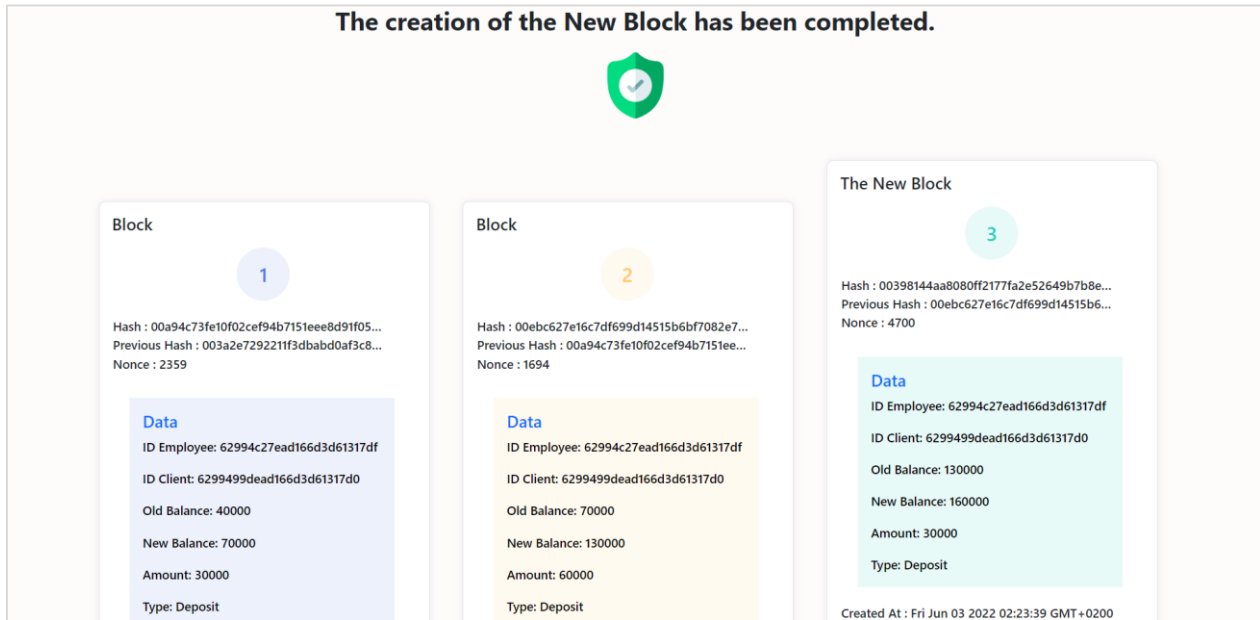 The creation of the New Block has been completed.
Block
1
Hash : 00a94c73fe10f02cef94b7151eee8d91f05...
Previous Hash : 003a2e7292211f3dbabd0af3c8...
Nonce : 2359
Data
ID Employee: 62994c27ead166d3d61317df
ID Client: 6299499dead166d3d61317d0
Old Balance: 40000
New Balance: 70000
Amount: 30000
Type: Deposit
Block
2
Hash : 00ebc627e16c7df699d14515b6bf7082e7...
Previous Hash : 00a94c73fe10f02cef94b7151ee...
Nonce : 1694
Data
ID Employee: 62994c27ead166d3d61317df
ID Client: 6299499dead166d3d61317d0
Old Balance: 70000
New Balance: 130000
Amount: 60000
Type: Deposit
The New Block
3
Hash : 00398144aa8080ff2177fa2e52649b7b8e...
Previous Hash : 00ebc627e16c7df699d14515b6...
Nonce : 4700
Data
ID Employee: 62994c27ead166d3d61317df
ID Client: 6299499dead166d3d61317d0
Old Balance: 130000
New Balance: 160000
Amount: 30000
Type: Deposit
Created At : Fri Jun 03 2022 02:23:39 GMT+0200